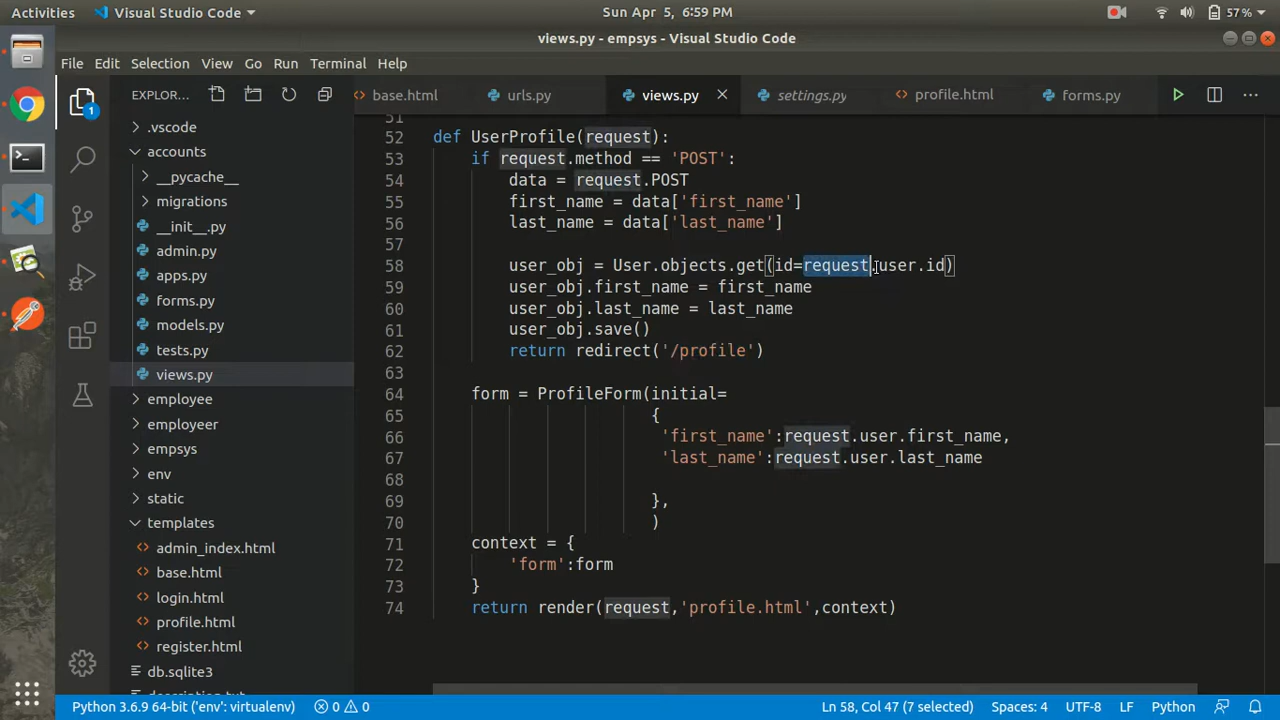 Activities
Visual Studio Code
Sun Apr 5, 6:59 PM
57%
views.py - empsys - Visual Studio Code
File Edit Selection View Go Run Terminal Help
1
EXPLOR...
base.html
urls.py
views.py
settings.py
profile.html
forms.py
.vscode
accounts
__pycache__
migrations
__init__.py
admin.py
apps.py
forms.py
models.py
tests.py
views.py
employee
employeer
empsys
env
static
templates
admin_index.html
base.html
login.html
profile.html
register.html
db.sqlite3
description.txt
51
52 def UserProfile(request):
53 if request.method == 'POST':
54 data = request.POST
55 first_name = data['first_name']
56 last_name = data['last_name']
57
58 user_obj = User.objects.get(id=request.user.id)
59 user_obj.first_name = first_name
60 user_obj.last_name = last_name
61 user_obj.save()
62 return redirect('/profile')
63
64 form = ProfileForm(initial=
65 {
66 'first_name':request.user.first_name,
67 'last_name':request.user.last_name
68
69 },
70 )
71 context = {
72 'form':form
73 }
74 return render(request,'profile.html',context)
Python 3.6.9 64-bit ('env': virtualenv)
0
0
Ln 58, Col 47 (7 selected)
Spaces: 4
UTF-8
LF
Python